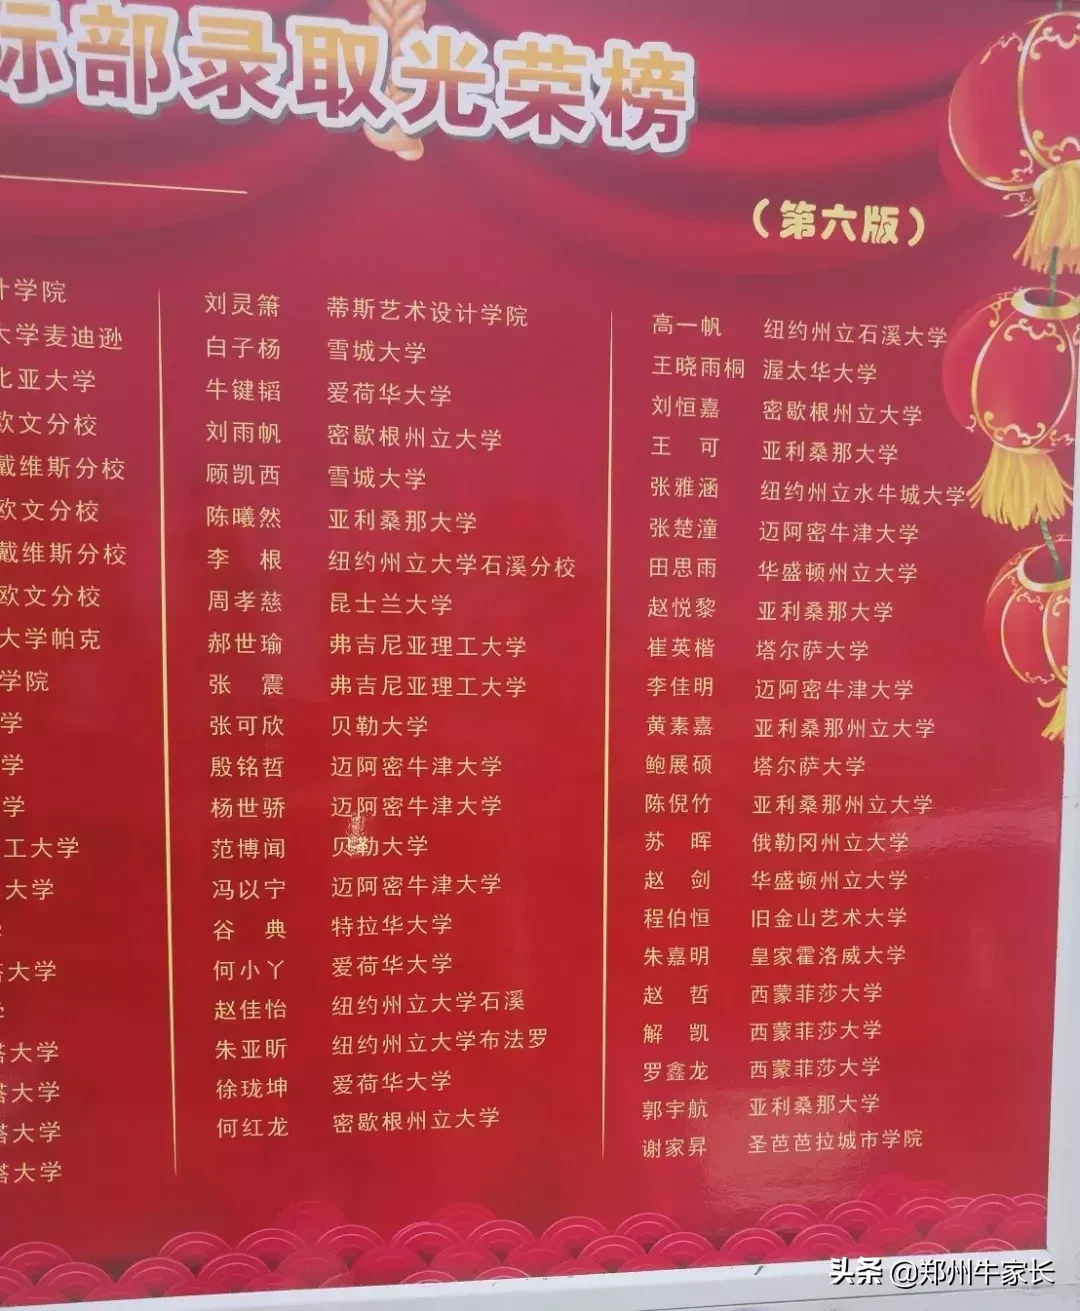 际部录取光荣榜
（第六版）
计学院
大学麦迪逊
比亚大学
欧文分校
戴维斯分校
欧文分校
戴维斯分校
欧文分校
大学帕克
学院
学
学
学
工大学
大学
塔大学
塔大学
塔大学
塔大学
塔大学
刘灵箫 蒂斯艺术设计学院
白子杨 雪城大学
牛键韬 爱荷华大学
刘雨帆 密歇根州立大学
顾凯西 雪城大学
陈曦然 亚利桑那大学
李 根 纽约州立大学石溪分校
周孝慈 昆士兰大学
郝世瑜 弗吉尼亚理工大学
张 震 弗吉尼亚理工大学
张可欣 贝勒大学
殷铭哲 迈阿密牛津大学
杨世骄 迈阿密牛津大学
范博闻 贝勒大学
冯以宁 迈阿密牛津大学
谷 典 特拉华大学
何小丫 爱荷华大学
赵佳怡 纽约州立大学石溪
朱亚昕 纽约州立大学布法罗
徐珑坤 爱荷华大学
何红龙 密歇根州立大学
高一帆 纽约州立石溪大学
王晓雨桐 渥太华大学
刘恒嘉 密歇根州立大学
王 可 亚利桑那大学
张雅涵 纽约州立水牛城大学
张楚潼 迈阿密牛津大学
田思雨 华盛顿州立大学
赵悦黎 亚利桑那大学
崔英楷 塔尔萨大学
李佳明 迈阿密牛津大学
黄素嘉 亚利桑那州立大学
鲍展硕 塔尔萨大学
陈倪竹 亚利桑那州立大学
苏 晖 俄勒冈州立大学
赵 剑 华盛顿州立大学
程伯恒 旧金山艺术大学
朱嘉明 皇家霍洛威大学
赵 哲 西蒙菲莎大学
解 凯 西蒙菲莎大学
罗鑫龙 西蒙菲莎大学
郭宇航 亚利桑那大学
谢家昇 圣芭芭拉城市学院
头条 @郑州牛家长